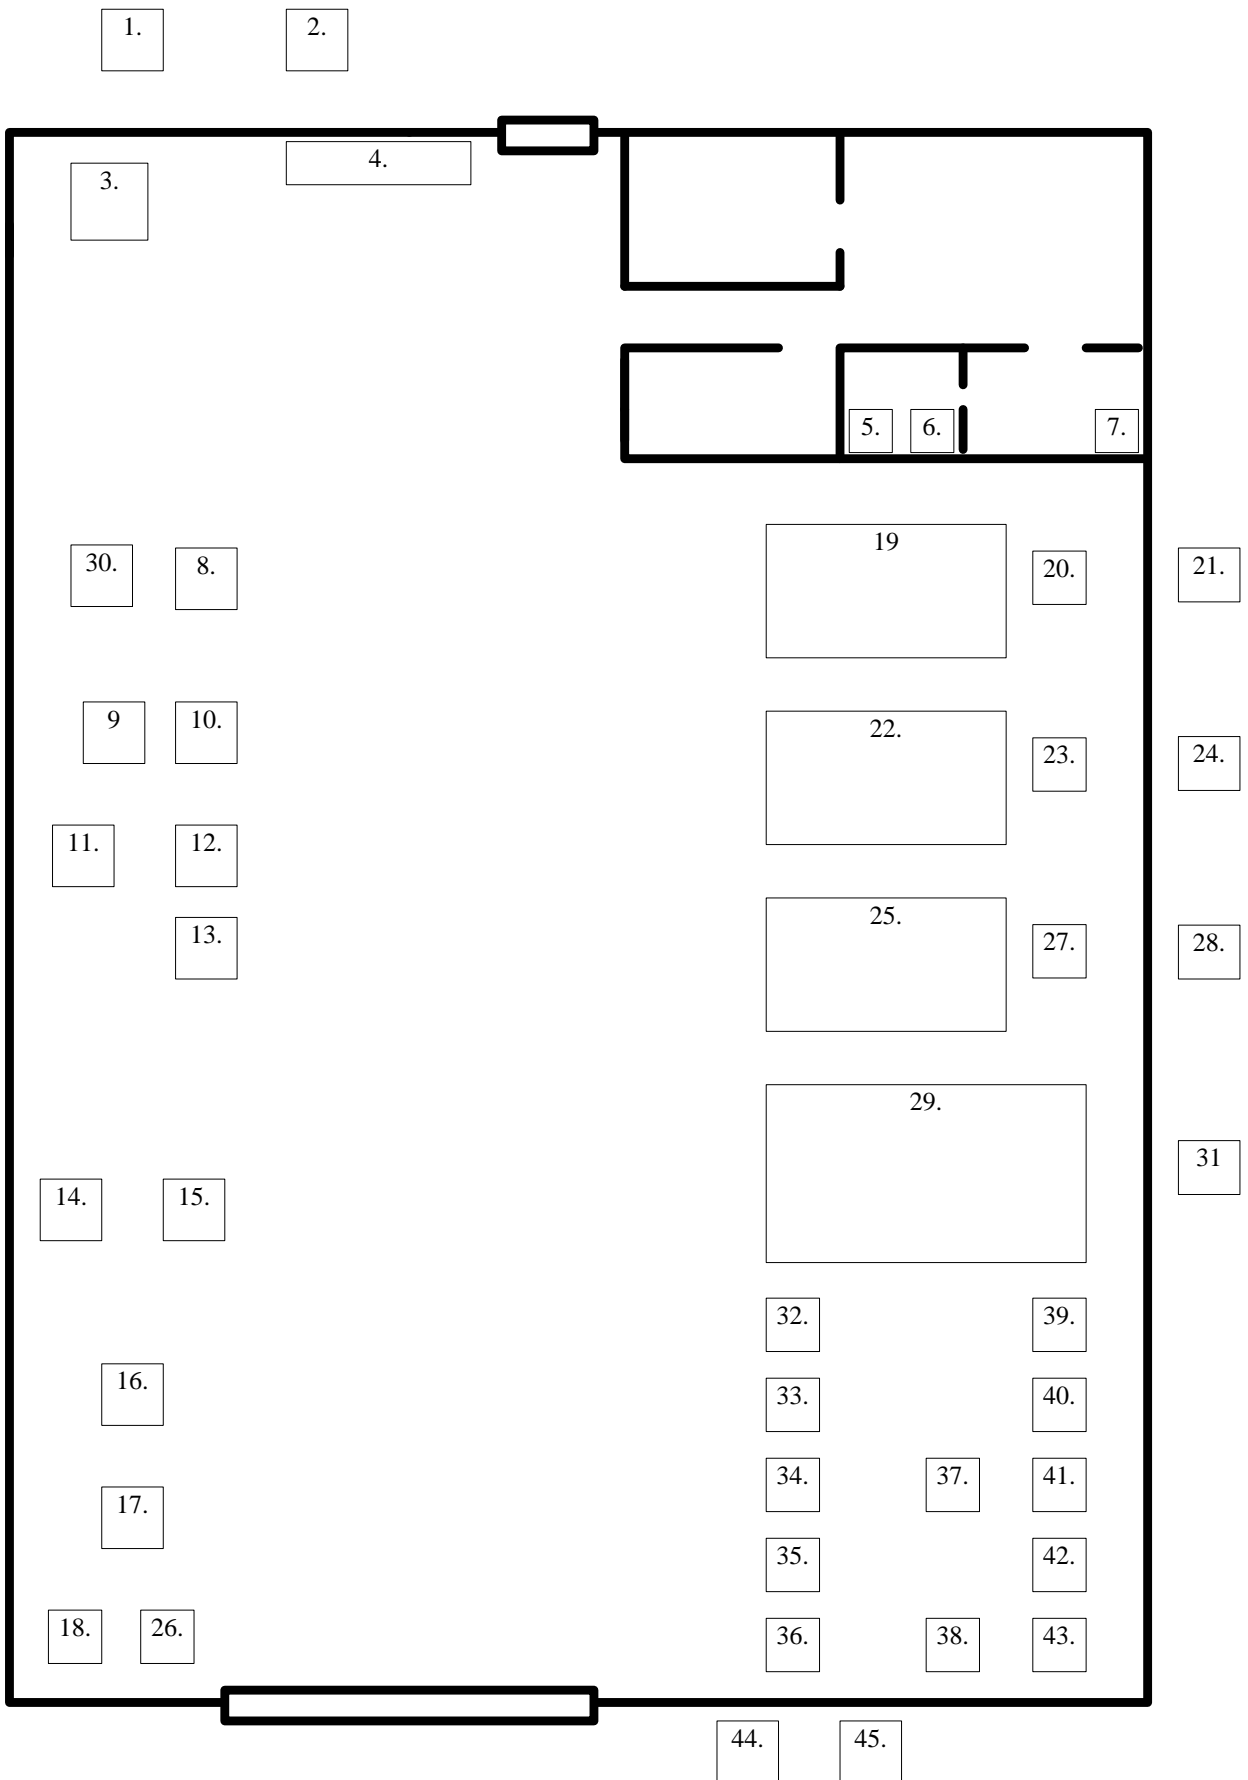 1. 2.
4.
3.
5. 6. 7.
19
30. 8. 20. 21.
9 10. 22. 23. 24.
11. 12.
25.
13. 27. 28.
29.
31
14. 15.
32. 39.
16. 33. 40.
34. 37. 41.
17.
35. 42.
18. 26. 36. 38. 43.
44. 45.